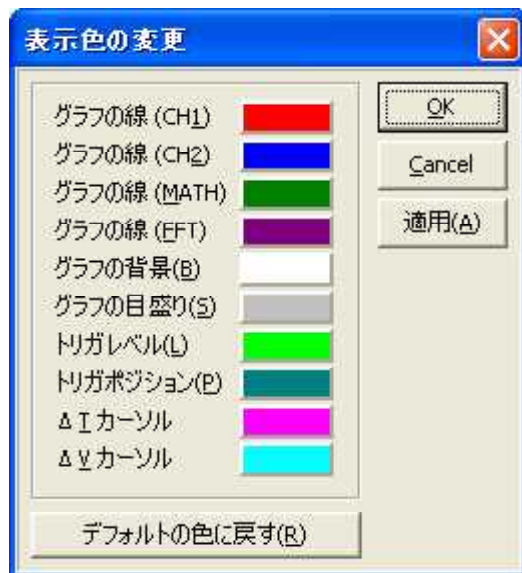 表示色の変更
グラフの線 (CH1)
グラフの線 (CH2)
グラフの線 (MATH)
グラフの線 (FFT)
グラフの背景(B)
グラフの目盛り(S)
トリガレベル(L)
トリガポジション(P)
Δ T カーソル
Δ V カーソル
デフォルトの色に戻す(R)
OK
Cancel
適用(A)